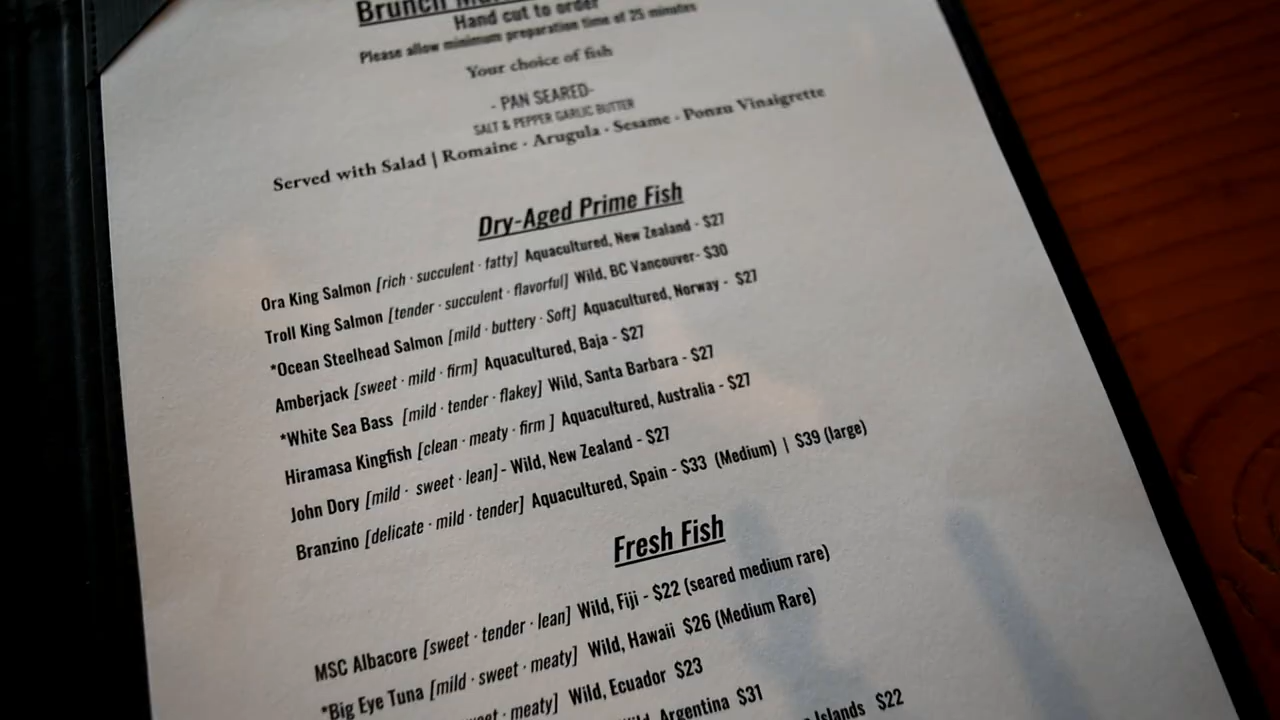 Brunch
Hand cut to order
Please allow minimum preparation time of 25 minutes
Your choice of fish
- PAN SEARED-
SALT & PEPPER GARLIC BUTTER
Served with Salad | Romaine · Arugula · Sesame · Ponzu Vinaigrette
Dry-Aged Prime Fish
Ora King Salmon [rich · succulent · fatty] Aquacultured, New Zealand - $27
Troll King Salmon [tender · succulent · flavorful] Wild, BC Vancouver- $30
*Ocean Steelhead Salmon [mild · buttery · Soft] Aquacultured, Norway - $27
Amberjack [sweet · mild · firm] Aquacultured, Baja - $27
*White Sea Bass [mild · tender · flakey] Wild, Santa Barbara - $27
Hiramasa Kingfish [clean · meaty · firm ] Aquacultured, Australia - $27
John Dory [mild · sweet · lean] - Wild, New Zealand - $27
Branzino [delicate · mild · tender] Aquacultured, Spain - $33 (Medium) | $39 (large)
Fresh Fish
MSC Albacore [sweet · tender · lean] Wild, Fiji - $22 (seared medium rare)
*Big Eye Tuna [mild · sweet · meaty] Wild, Hawaii $26 (Medium Rare)
· meaty] Wild, Ecuador $23
Argentina $31
Islands $22